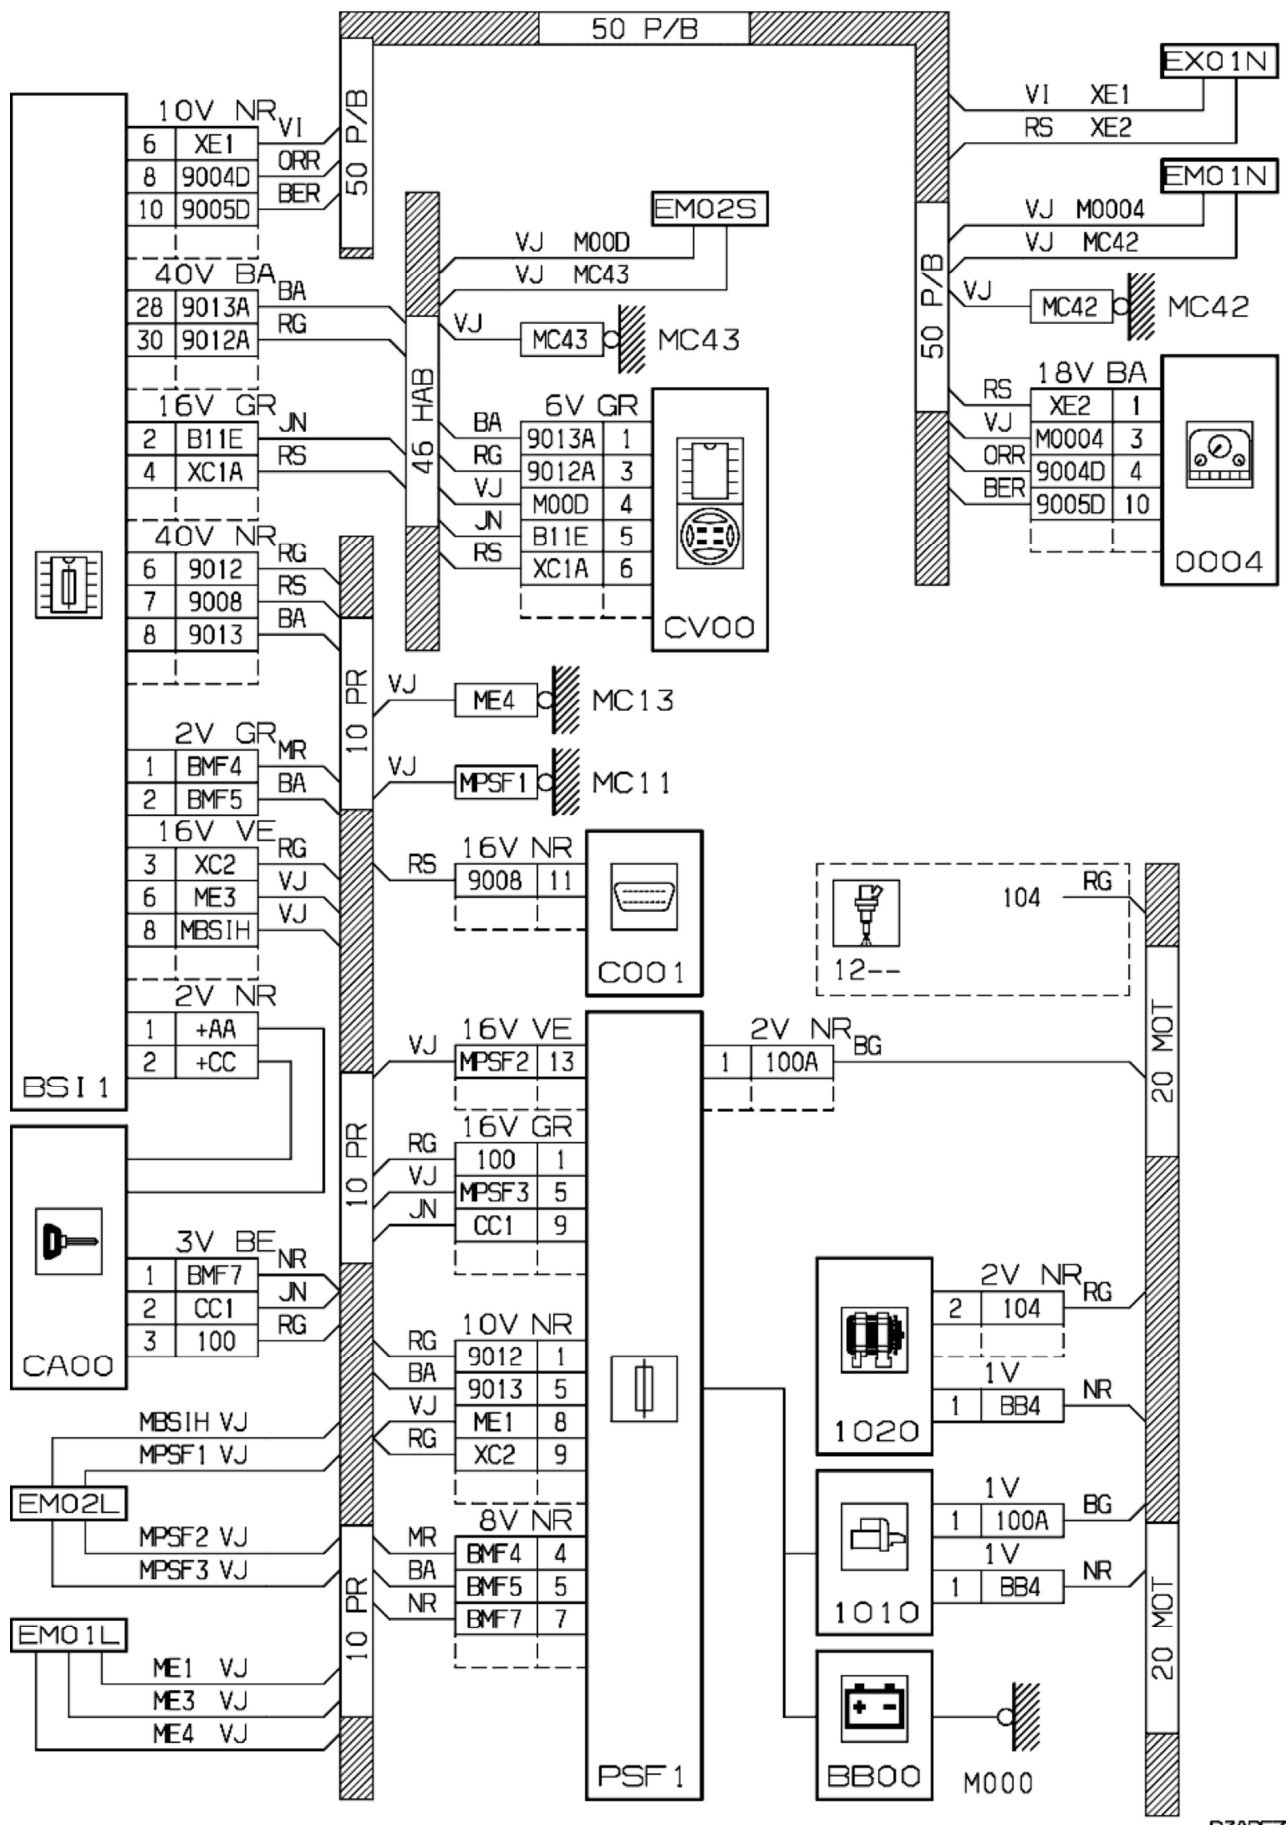 50 P/B
EX01N
VI XE1
RS XE2
50 P/B
10V NR
6 XE1 VI
8 9004D ORR
10 9005D BER
EM01N
VJ M0004
VJ MC42
50 P/B
VJ MC42 MC42
EM02S
VJ M00D
VJ MC43
VJ MC43 MC43
46 HAB
40V BA
28 9013A BA
30 9012A RG
16V GR
2 B11E JN
4 XC1A RS
6V GR
BA 9013A 1
RG 9012A 3
VJ M00D 4
JN B11E 5
RS XC1A 6
CV00
18V BA
RS XE2 1
VJ M0004 3
ORR 9004D 4
BER 9005D 10
0004
40V NR
6 9012 RG
7 9008 RS
8 9013 BA
10 PR
VJ ME4 MC13
VJ MPSF1 MC11
2V GR
1 BMF4 MR
2 BMF5 BA
16V VE
3 XC2 RG
6 ME3 VJ
8 MBSIH VJ
2V NR
1 +AA
2 +CC
BSI1
16V NR
RS 9008 11
C001
104 RG
12--
20 MOT
10 PR
16V VE
VJ MPSF2 13
2V NR
1 100A BG
16V GR
RG 100 1
VJ MPSF3 5
JN CC1 9
3V BE
1 BMF7 NR
2 CC1 JN
3 100 RG
CA00
10V NR
RG 9012 1
BA 9013 5
VJ ME1 8
RG XC2 9
8V NR
MR BMF4 4
BA BMF5 5
NR BMF7 7
PSF1
2V NR
2 104 RG
1V
1 BB4 NR
1020
1V
1 100A BG
1V
1 BB4 NR
1010
20 MOT
BB00
M000
MBSIH VJ
MPSF1 VJ
EM02L
MPSF2 VJ
MPSF3 VJ
10 PR
EM01L
ME1 VJ
ME3 VJ
ME4 VJ